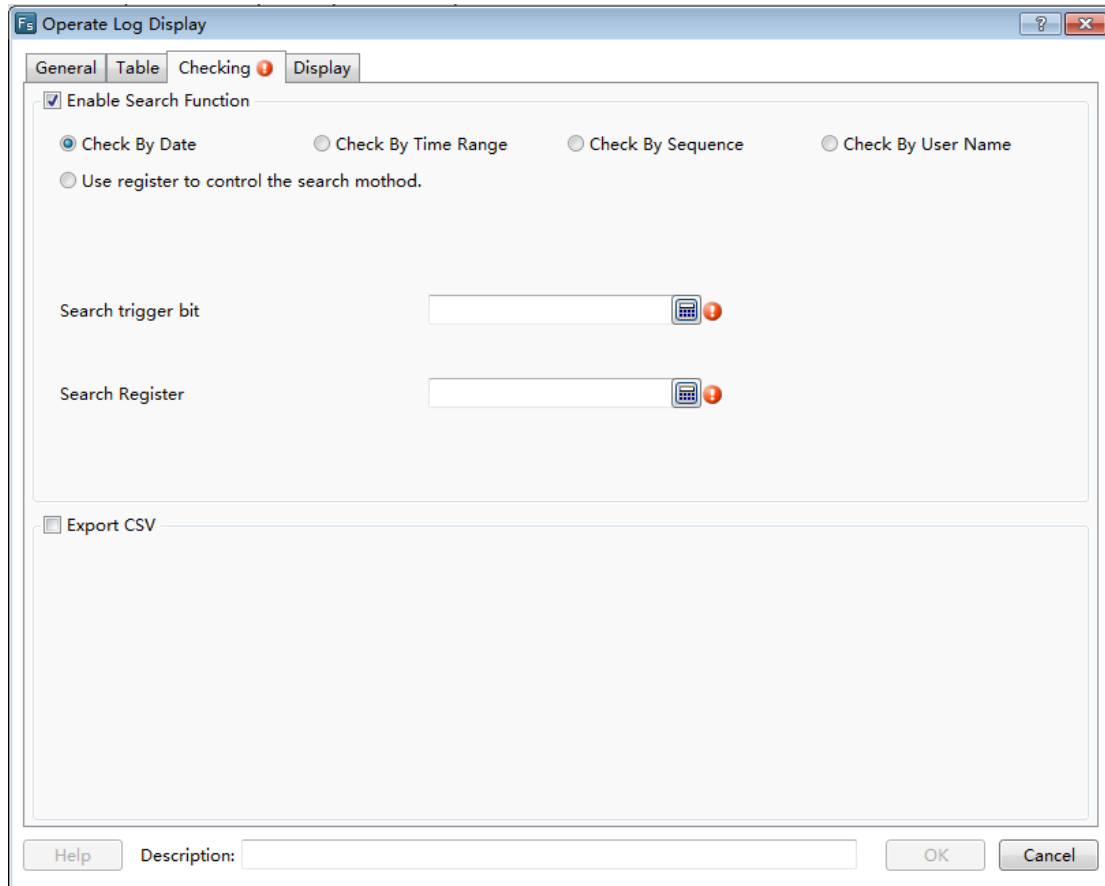 Fs Operate Log Display
General Table Checking Display
Enable Search Function
Check By Date Check By Time Range Check By Sequence Check By User Name
Use register to control the search mothod.
Search trigger bit
Search Register
Export CSV
Help Description: OK Cancel